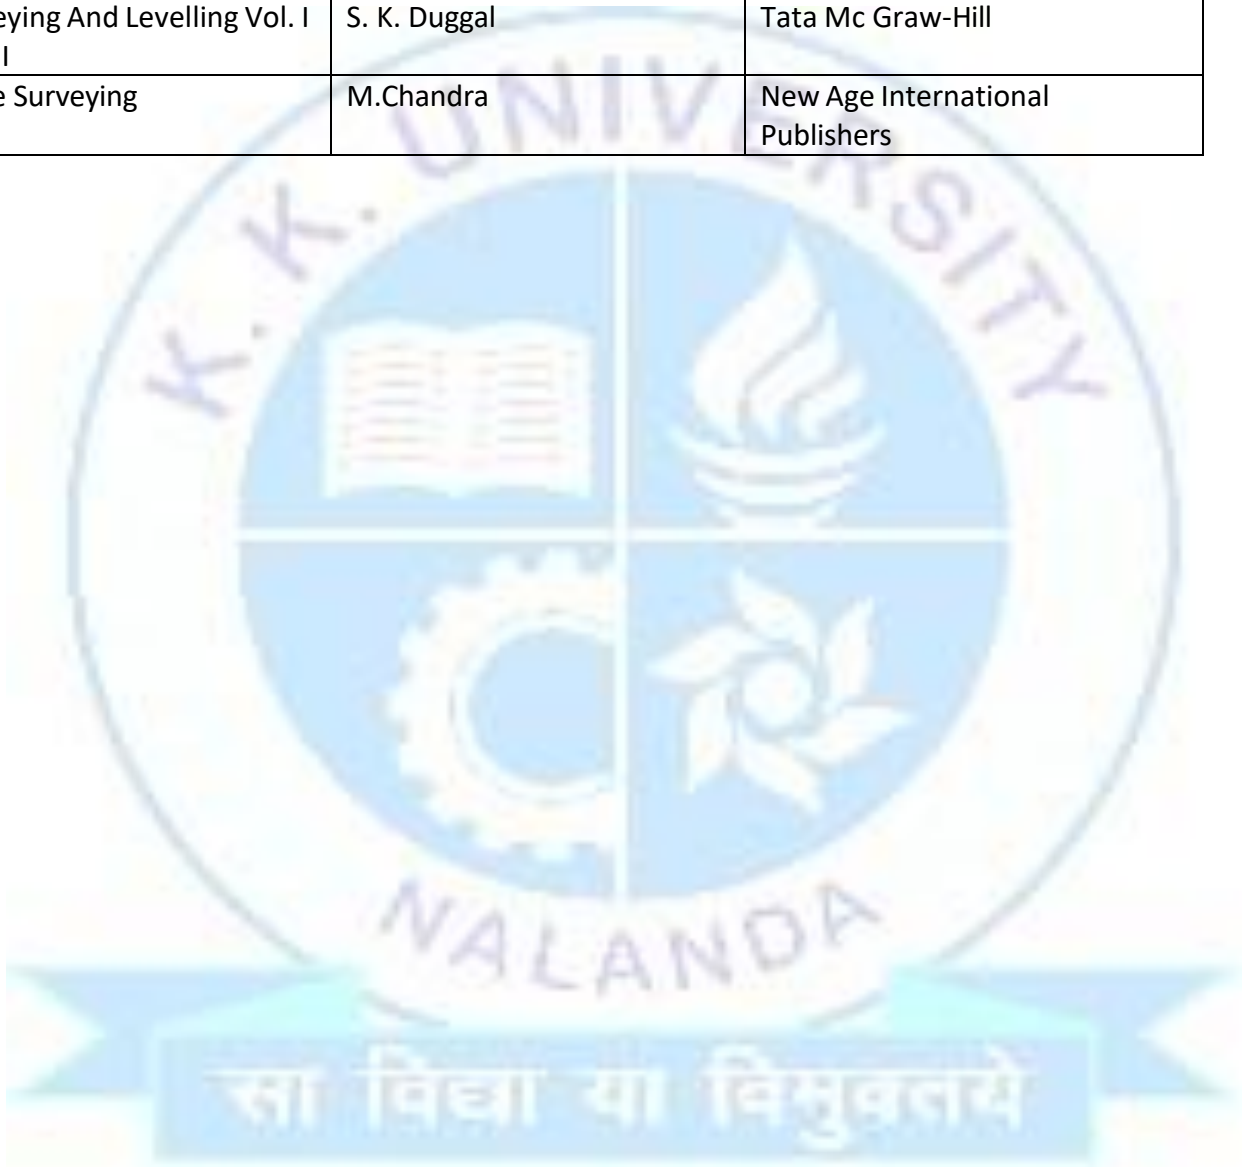 eying And Levelling Vol. I S. K. Duggal Tata Mc Graw-Hill
I
e Surveying M.Chandra New Age International
Publishers
K. K. UNIVERSITY
NALANDA
सा विद्या या विमुक्तये